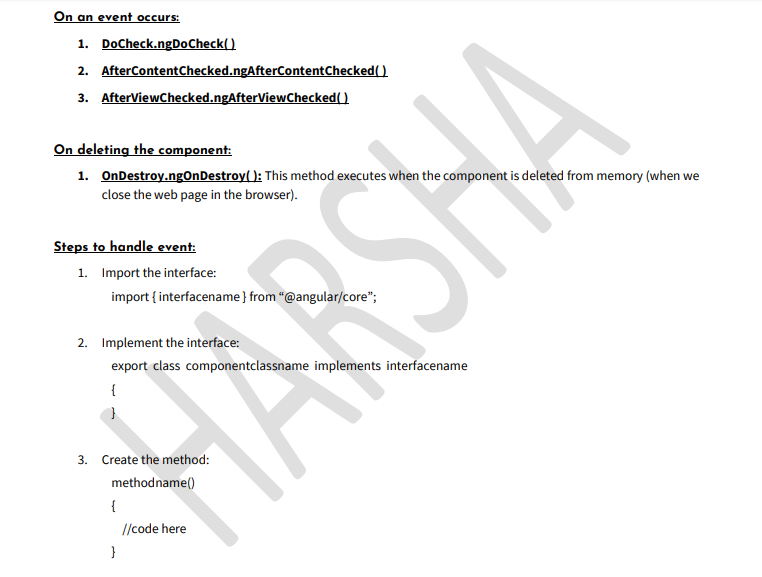 On an event occurs:
1. DoCheck.ngDoCheck( )
2. AfterContentChecked.ngAfterContentChecked( )
3. AfterViewChecked.ngAfterViewChecked( )
On deleting the component:
1. OnDestroy.ngOnDestroy( ): This method executes when the component is deleted from memory (when we
close the web page in the browser).
Steps to handle event:
1. Import the interface:
import { interfacename } from “@angular/core”;
2. Implement the interface:
export class componentclassname implements interfacename
{
}
3. Create the method:
methodname()
{
//code here
}
HARSHA